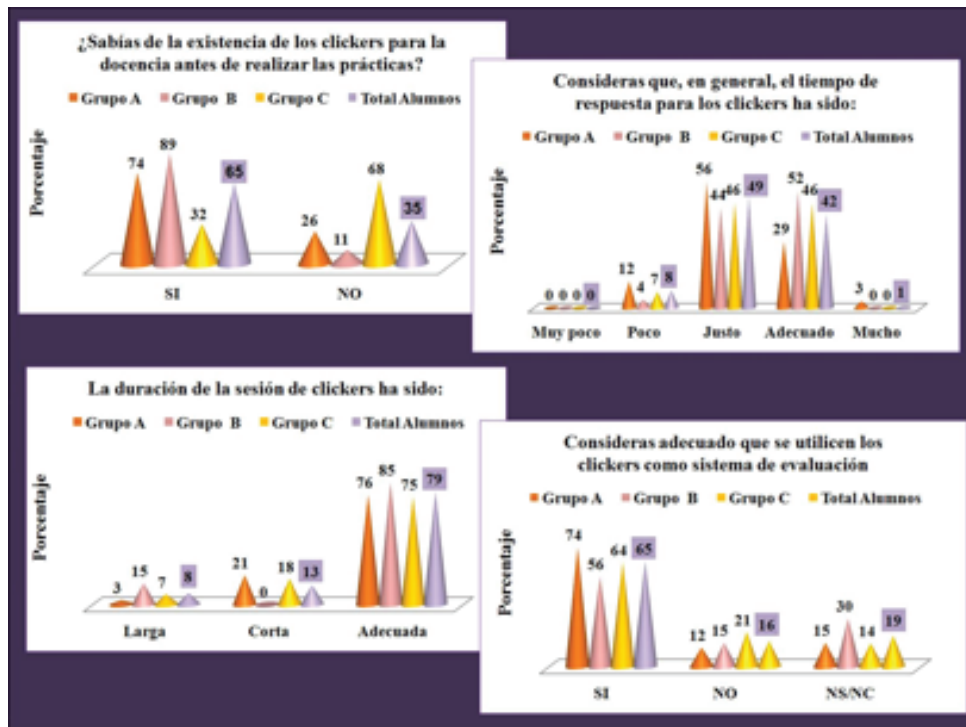 ¿Sabías de la existencia de los clickers para la
docencia antes de realizar las prácticas?
Grupo A Grupo B Grupo C Total Alumnos
Porcentaje
74 89 32 65 26 11 68 35
SI NO
Consideras que, en general, el tiempo de
respuesta para los clickers ha sido:
Grupo A Grupo B Grupo C Total Alumnos
Porcentaje
0 0 0 0 12 4 7 8 56 44 46 49 29 52 46 42 3 0 0 1
Muy poco Poco Justo Adecuado Mucho
La duración de la sesión de clickers ha sido:
Grupo A Grupo B Grupo C Total Alumnos
Porcentaje
3 15 7 8 21 0 18 13 76 85 75 79
Larga Corta Adecuada
Consideras adecuado que se utilicen los
clickers como sistema de evaluación
Grupo A Grupo B Grupo C Total Alumnos
Porcentaje
74 56 64 65 12 15 21 16 15 30 14 19
SI NO NS/NC